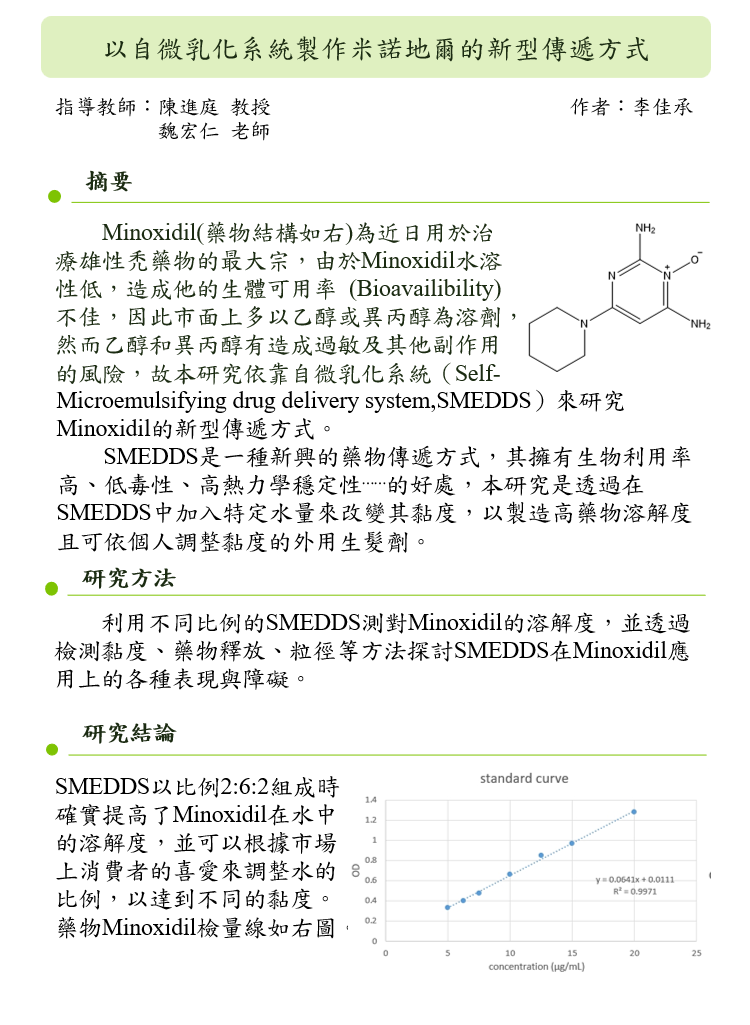 以自微乳化系統製作米諾地爾的新型傳遞方式
指導教師：陳進庭 教授
作者：李佳承
魏宏仁 老師
摘要
Minoxidil(藥物結構如右)為近日用於治
療雄性禿藥物的最大宗，由於Minoxidil水溶
性低，造成他的生體可用率 (Bioavailibility)
不佳，因此市面上多以乙醇或異丙醇為溶劑，
然而乙醇和異丙醇有造成過敏及其他副作用
的風險，故本研究依靠自微乳化系統（Self-
Microemulsifying drug delivery system,SMEDDS）來研究
Minoxidil的新型傳遞方式。
NH₂
N
N⁺
O⁻
N
NH₂
SMEDDS是一種新興的藥物傳遞方式，其擁有生物利用率
高、低毒性、高熱力學穩定性……的好處，本研究是透過在
SMEDDS中加入特定水量來改變其黏度，以製造高藥物溶解度
且可依個人調整黏度的外用生髮劑。
研究方法
利用不同比例的SMEDDS測對Minoxidil的溶解度，並透過
檢測黏度、藥物釋放、粒徑等方法探討SMEDDS在Minoxidil應
用上的各種表現與障礙。
研究結論
SMEDDS以比例2:6:2組成時
確實提高了Minoxidil在水中
的溶解度，並可以根據市場
上消費者的喜愛來調整水的
比例，以達到不同的黏度。
藥物Minoxidil檢量線如右圖。
standard curve
1.4
1.2
1
0.8
0.6
0.4
0.2
0
OD
y = 0.0641x + 0.0111
R² = 0.9971
0 5 10 15 20 25
concentration (μg/mL)